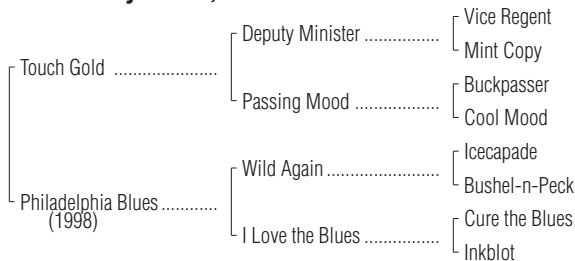 Vice Regent
Deputy Minister ................
Mint Copy
Touch Gold ......................
Buckpasser
Passing Mood ..................
Cool Mood
Icecapade
Wild Again ........................
Bushel-n-Peck
Philadelphia Blues ............
(1998)
Cure the Blues
I Love the Blues ................
Inkblot